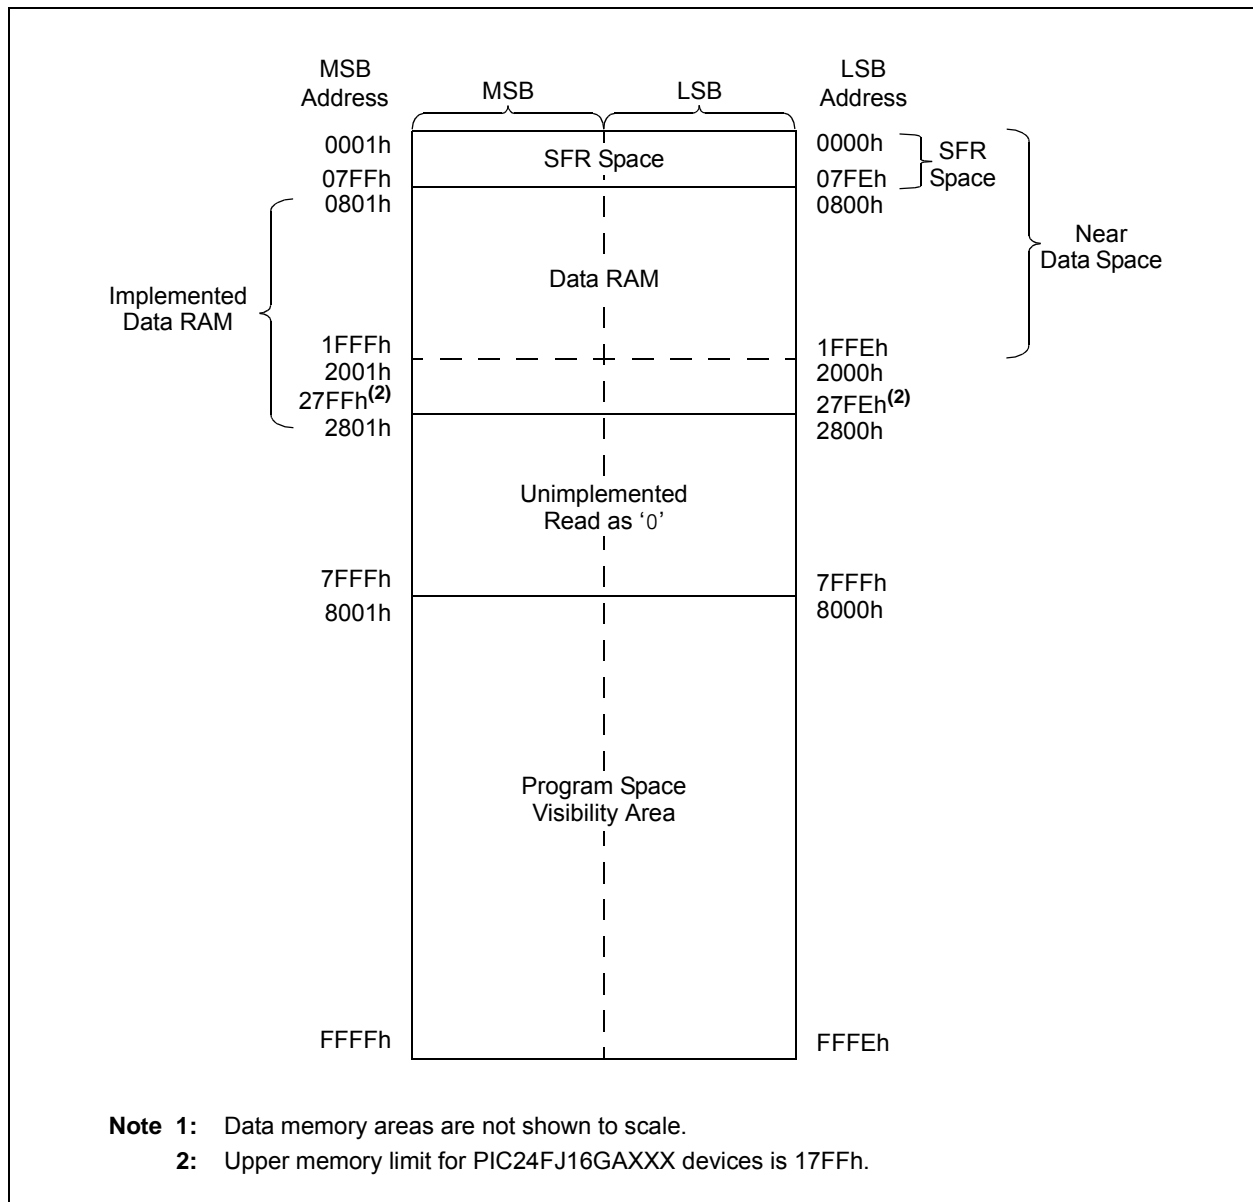 MSB
Address
MSB
LSB
LSB
Address
0001h
SFR Space
0000h
SFR
Space
07FFh
07FEh
0801h
0800h
Near
Data Space
Implemented
Data RAM
Data RAM
1FFFh
1FFEh
2001h
2000h
27FFh(2)
27FEh(2)
2801h
2800h
Unimplemented
Read as ‘0’
7FFFh
7FFFh
8001h
8000h
Program Space
Visibility Area
FFFFh
FFFEh
Note 1: Data memory areas are not shown to scale.
2: Upper memory limit for PIC24FJ16GAXXX devices is 17FFh.